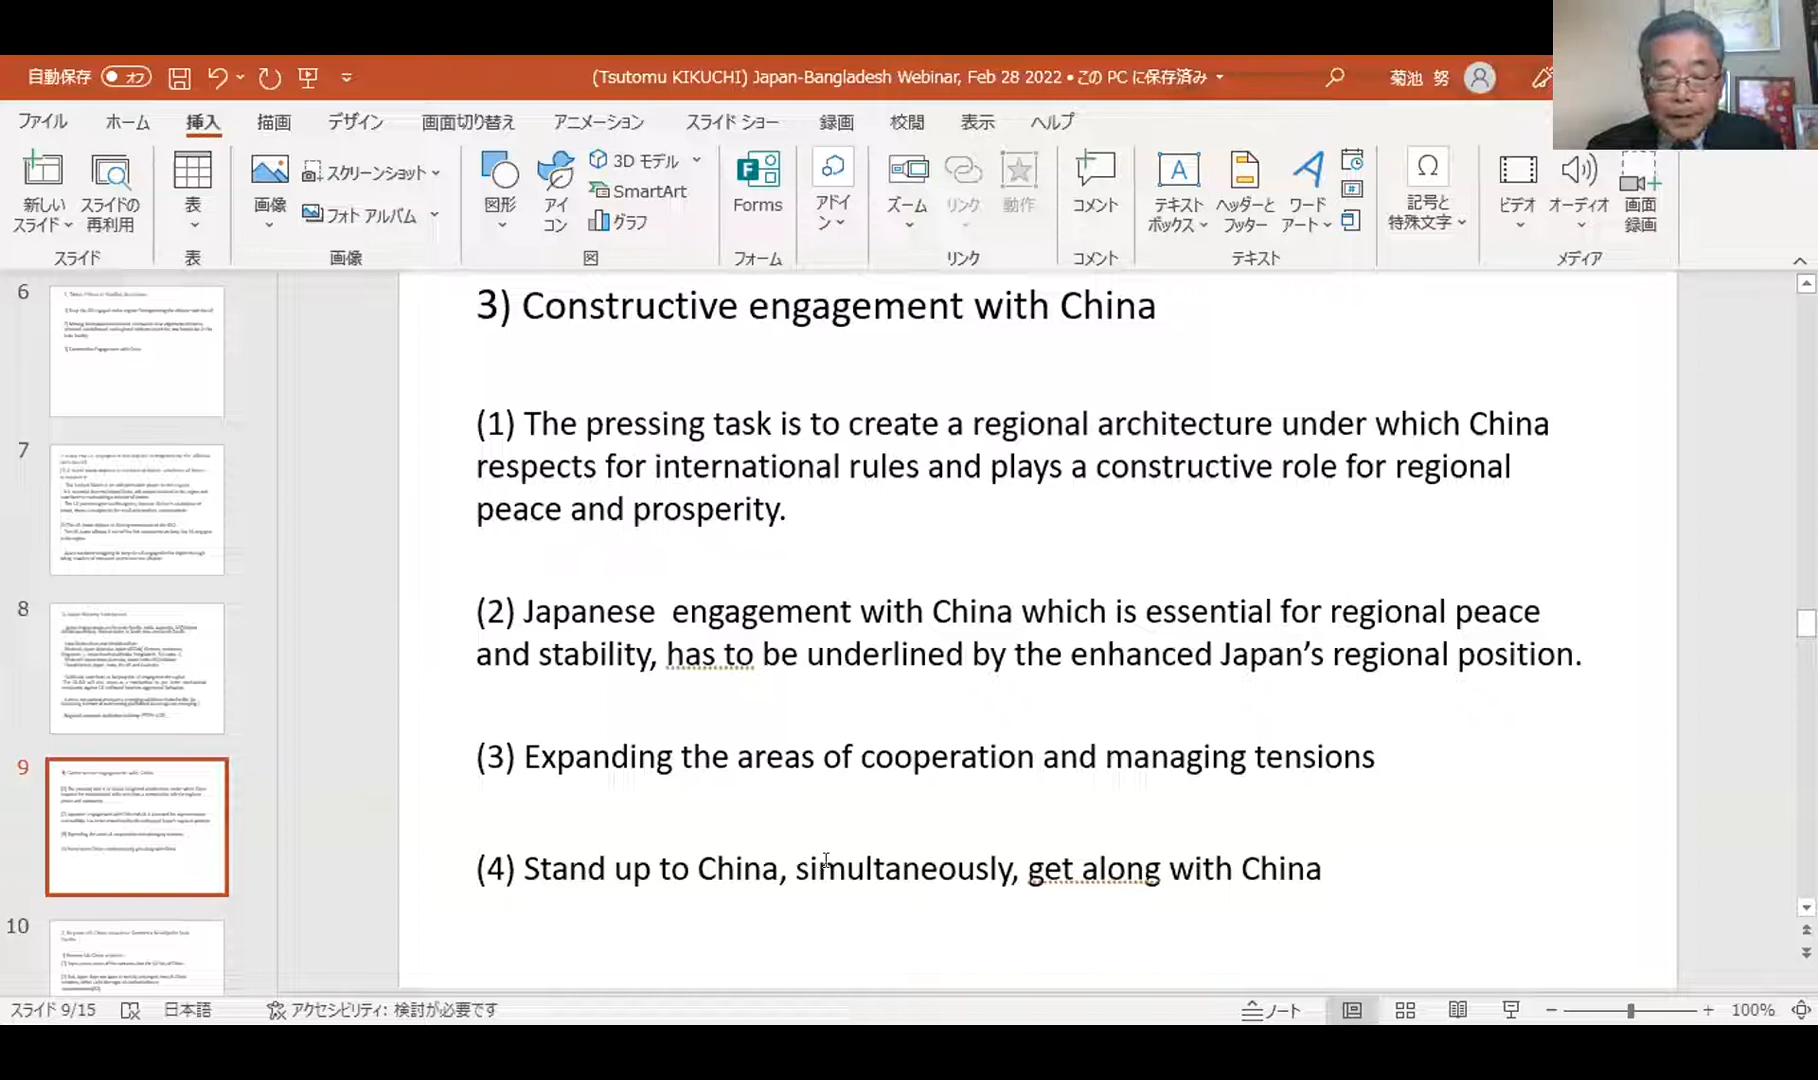 自動保存
オフ
(Tsutomu KIKUCHI) Japan-Bangladesh Webinar, Feb 28 2022 • この PC に保存済み
菊池 努
ファイル ホーム 挿入 描画 デザイン 画面切り替え アニメーション スライド ショー 録画 校閲 表示 ヘルプ
新しい
スライド
スライドの
再利用
スライド
表
表
画像
スクリーンショット
フォト アルバム
画像
図形
アイ
コン
3D モデル
SmartArt
グラフ
図
Forms
フォーム
アドイ
ン
ズーム
リンク
動作
リンク
コメント
コメント
テキスト
ボックス
ヘッダーと
フッター
ワード
アート
テキスト
記号と
特殊文字
ビデオ
オーディオ
画面
録画
メディア
6
7
8
9
10
3) Constructive engagement with China
(1) The pressing task is to create a regional architecture under which China
respects for international rules and plays a constructive role for regional
peace and prosperity.
(2) Japanese engagement with China which is essential for regional peace
and stability, has to be underlined by the enhanced Japan’s regional position.
(3) Expanding the areas of cooperation and managing tensions
(4) Stand up to China, simultaneously, get along with China
スライド 9/15
日本語
アクセシビリティ: 検討が必要です
ノート
100%